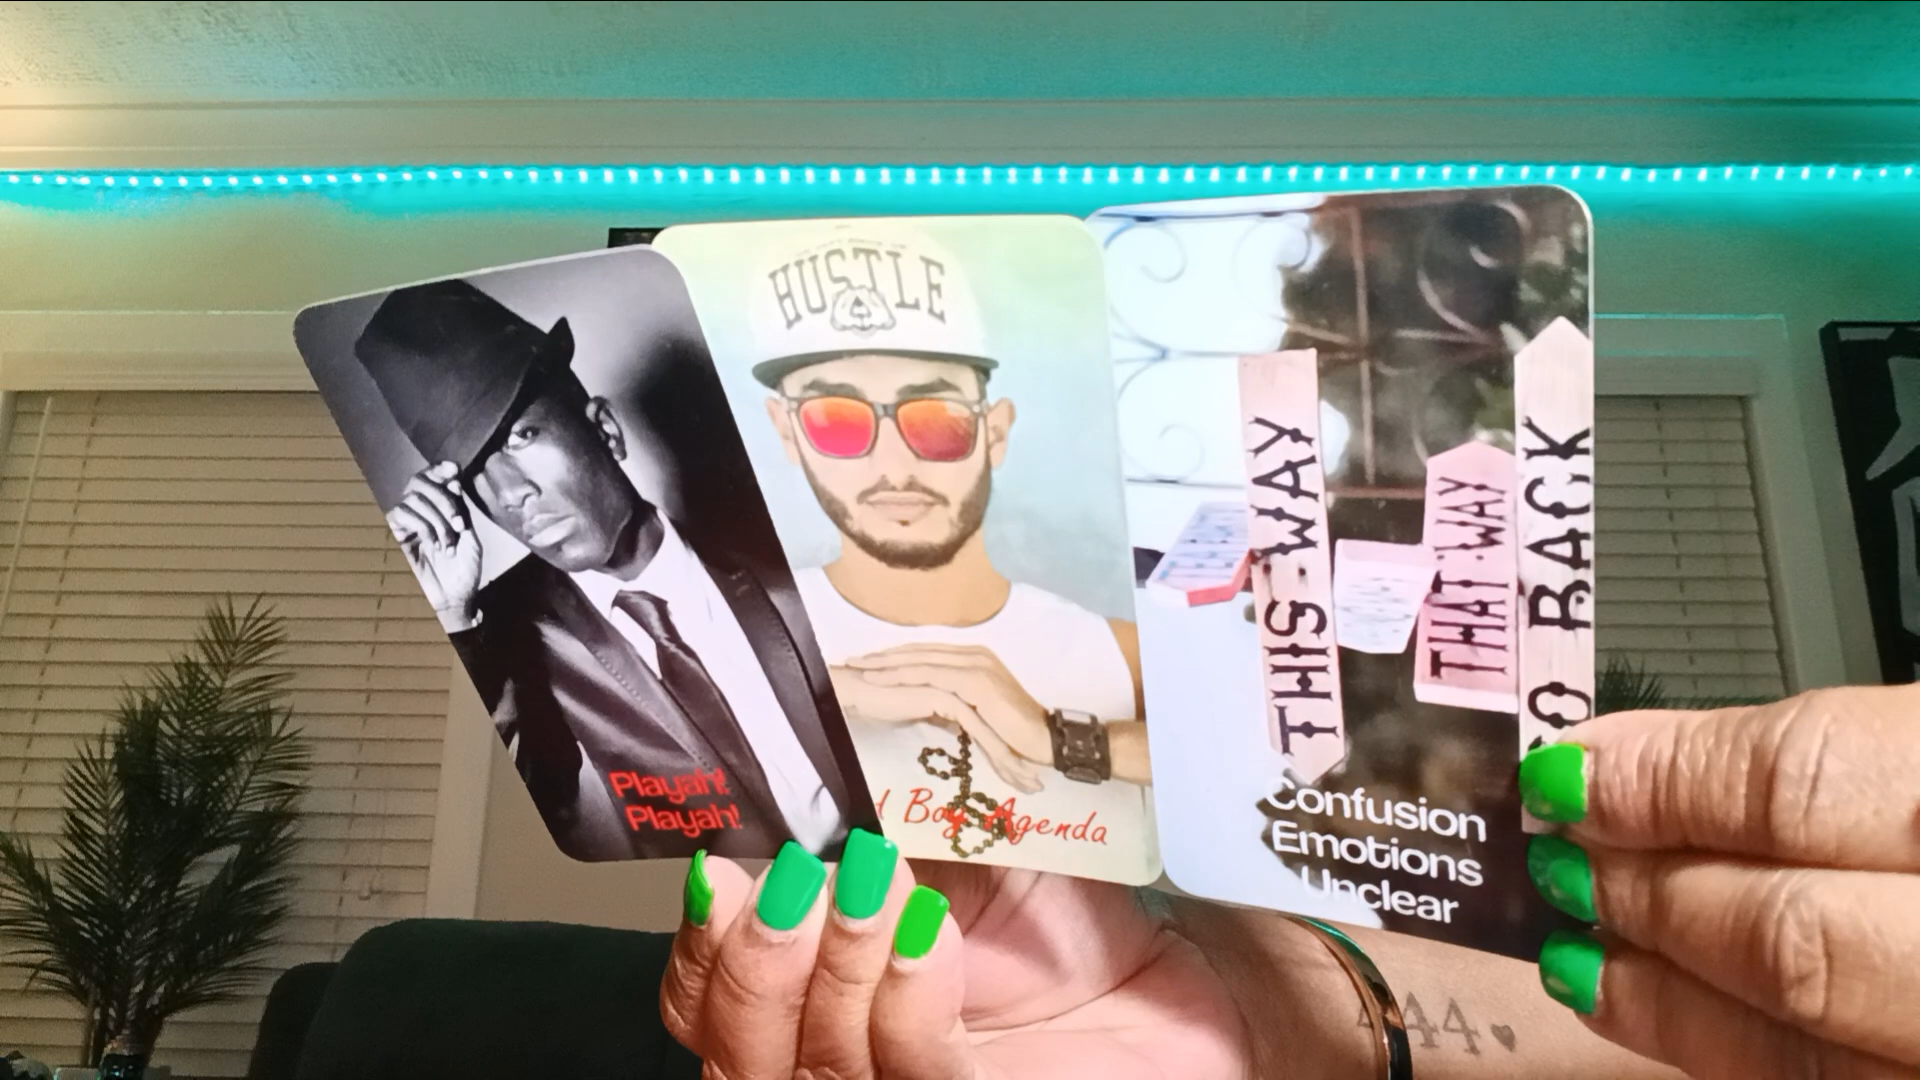 Playah!
Playah!
HUSTLE
Boy Agenda
THIS WAY
THAT WAY
BACK
Confusion
Emotions
Unclear
444